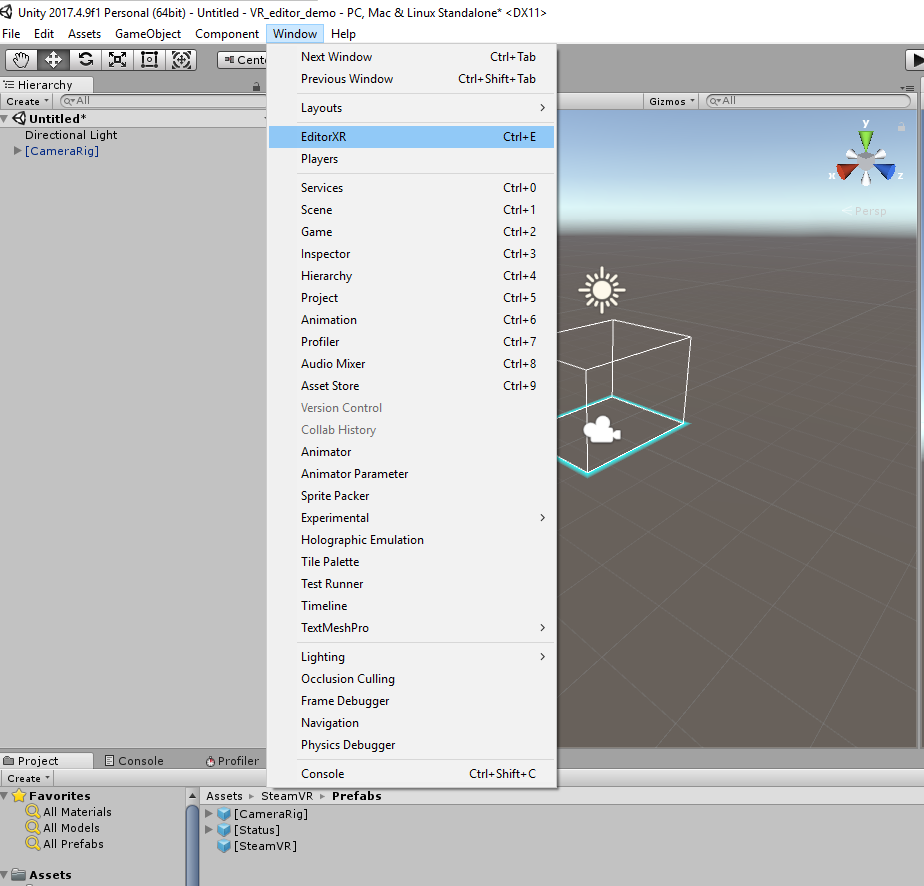 Unity 2017.4.9f1 Personal (64bit) - Untitled - VR_editor_demo - PC, Mac & Linux Standalone* <DX11>
File Edit Assets GameObject Component Window Help
Hierarchy
Create All
Untitled*
Directional Light
[CameraRig]
Next Window Ctrl+Tab
Previous Window Ctrl+Shift+Tab
Layouts
EditorXR Ctrl+E
Players
Services Ctrl+0
Scene Ctrl+1
Game Ctrl+2
Inspector Ctrl+3
Hierarchy Ctrl+4
Project Ctrl+5
Animation Ctrl+6
Profiler Ctrl+7
Audio Mixer Ctrl+8
Asset Store Ctrl+9
Version Control
Collab History
Animator
Animator Parameter
Sprite Packer
Experimental
Holographic Emulation
Tile Palette
Test Runner
Timeline
TextMeshPro
Lighting
Occlusion Culling
Frame Debugger
Navigation
Physics Debugger
Console Ctrl+Shift+C
Gizmos All
y
x z
Persp
Project Console Profiler
Create
Favorites
All Materials
All Models
All Prefabs
Assets
Assets SteamVR Prefabs
[CameraRig]
[Status]
[SteamVR]